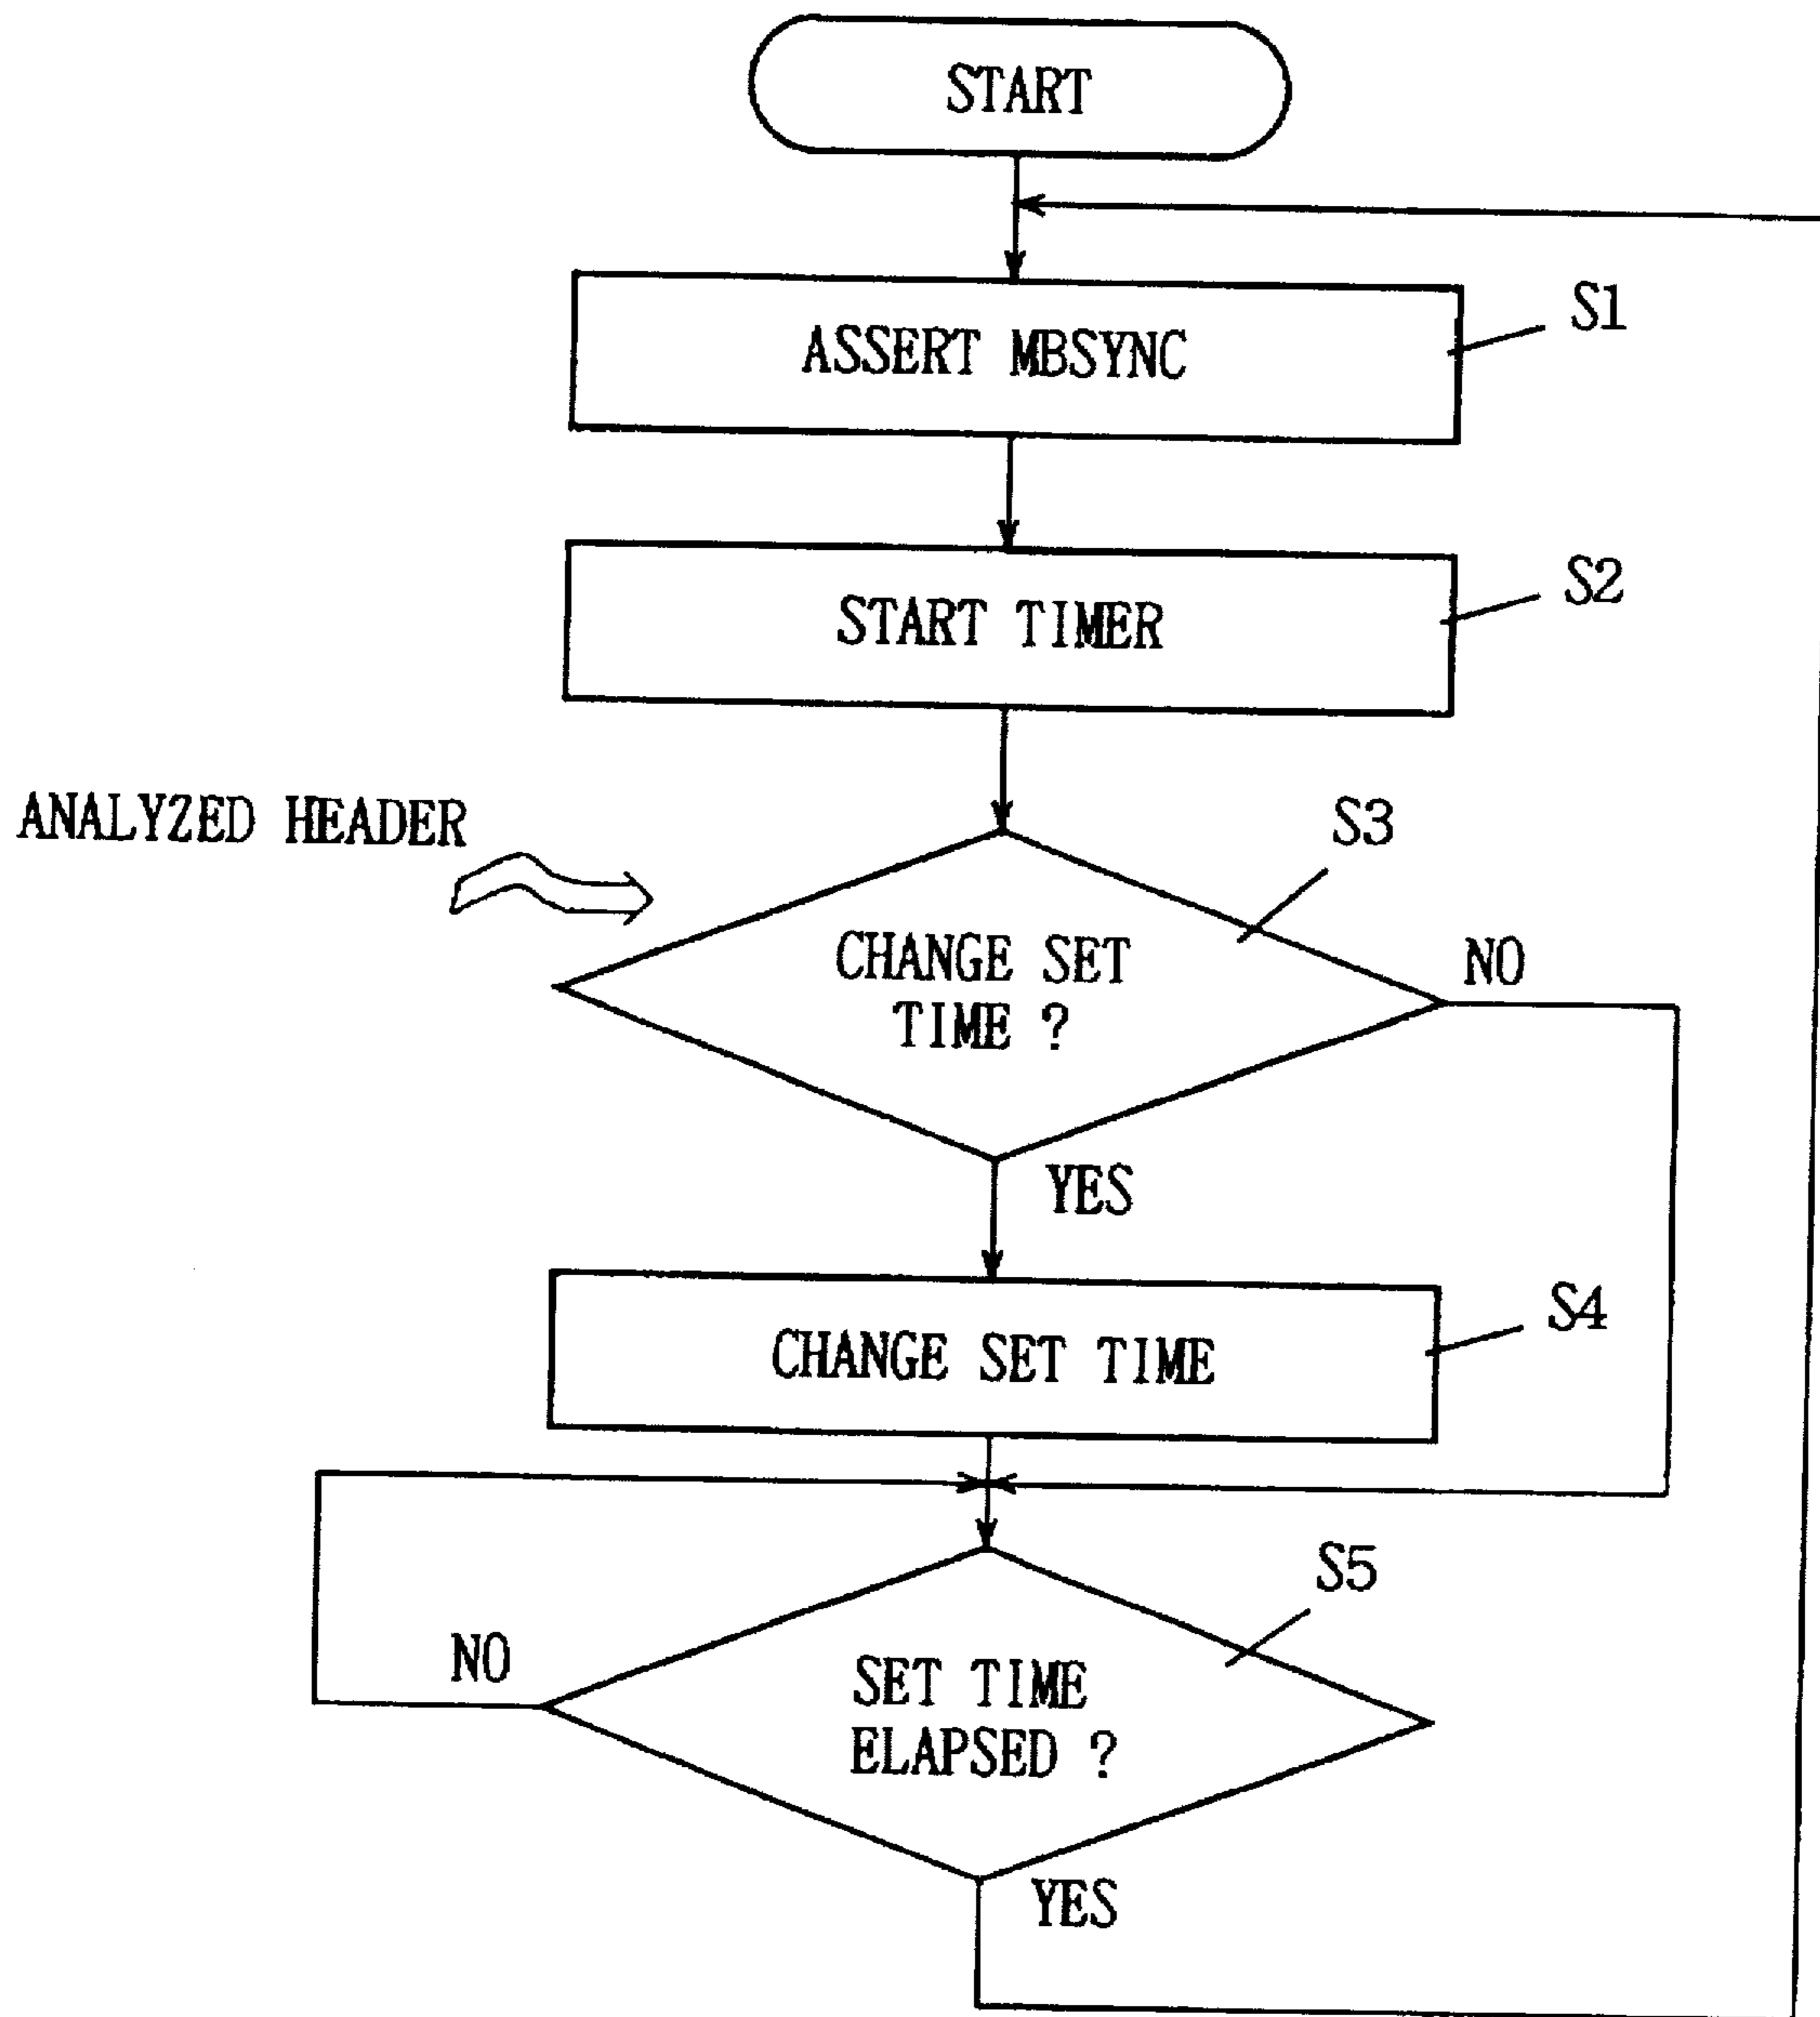 START
ASSERT MBSYNC
S1
START TIMER
S2
ANALYZED HEADER
S3
CHANGE SET
TIME ?
NO
YES
CHANGE SET TIME
S4
S5
SET TIME
ELAPSED ?
NO
YES